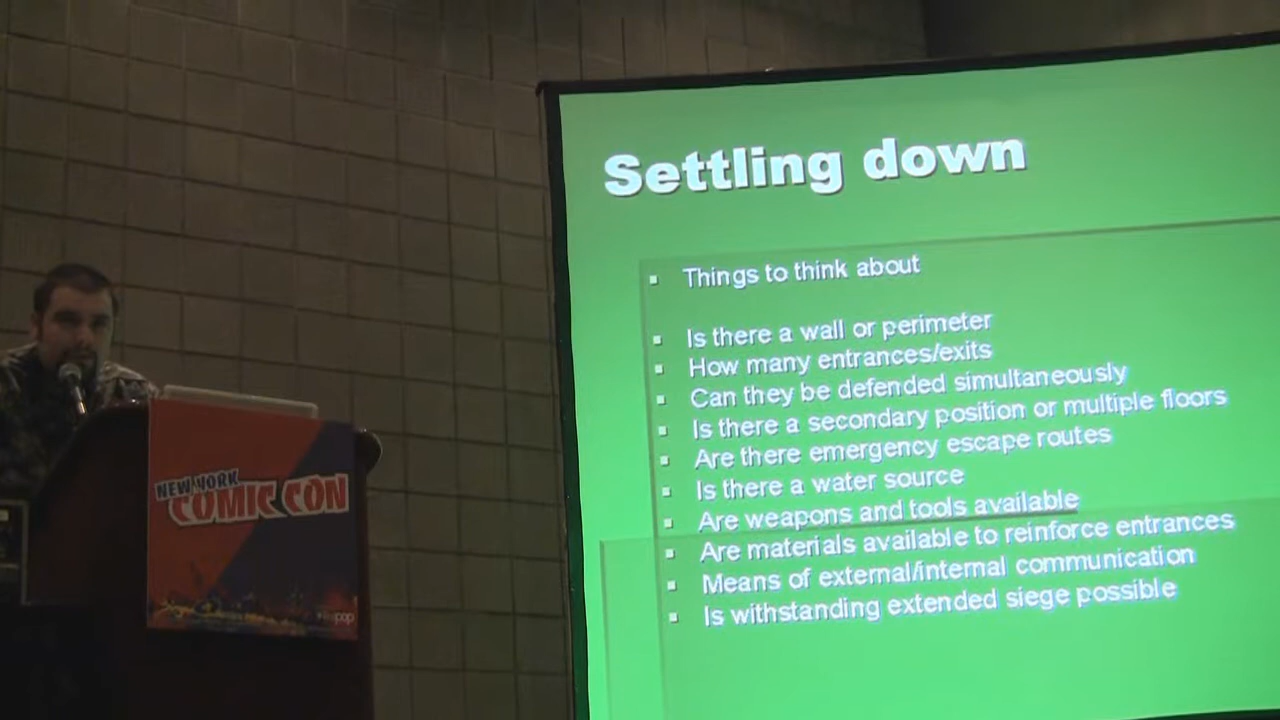 Settling down
Things to think about
Is there a wall or perimeter
How many entrances/exits
Can they be defended simultaneously
Is there a secondary position or multiple floors
Are there emergency escape routes
Is there a water source
Are weapons and tools available
Are materials available to reinforce entrances
Means of external/internal communication
Is withstanding extended siege possible
NEW YORK
COMIC CON